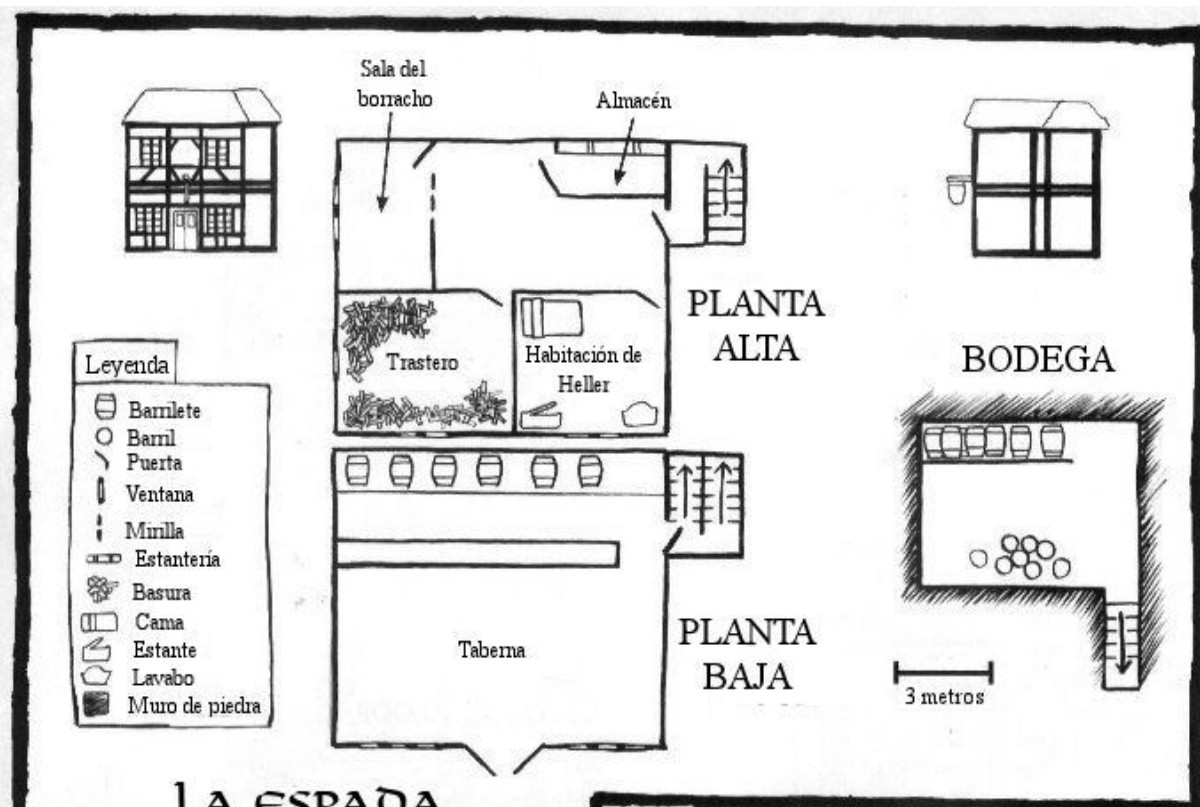 Sala del
borracho
Almacén
PLANTA
ALTA
Trastero
Habitación de
Heller
BODEGA
Leyenda
Barrilete
Barril
Puerta
Ventana
Mirilla
Estantería
Basura
Cama
Estante
Lavabo
Muro de piedra
Taberna
PLANTA
BAJA
3 metros
LA ESPADA